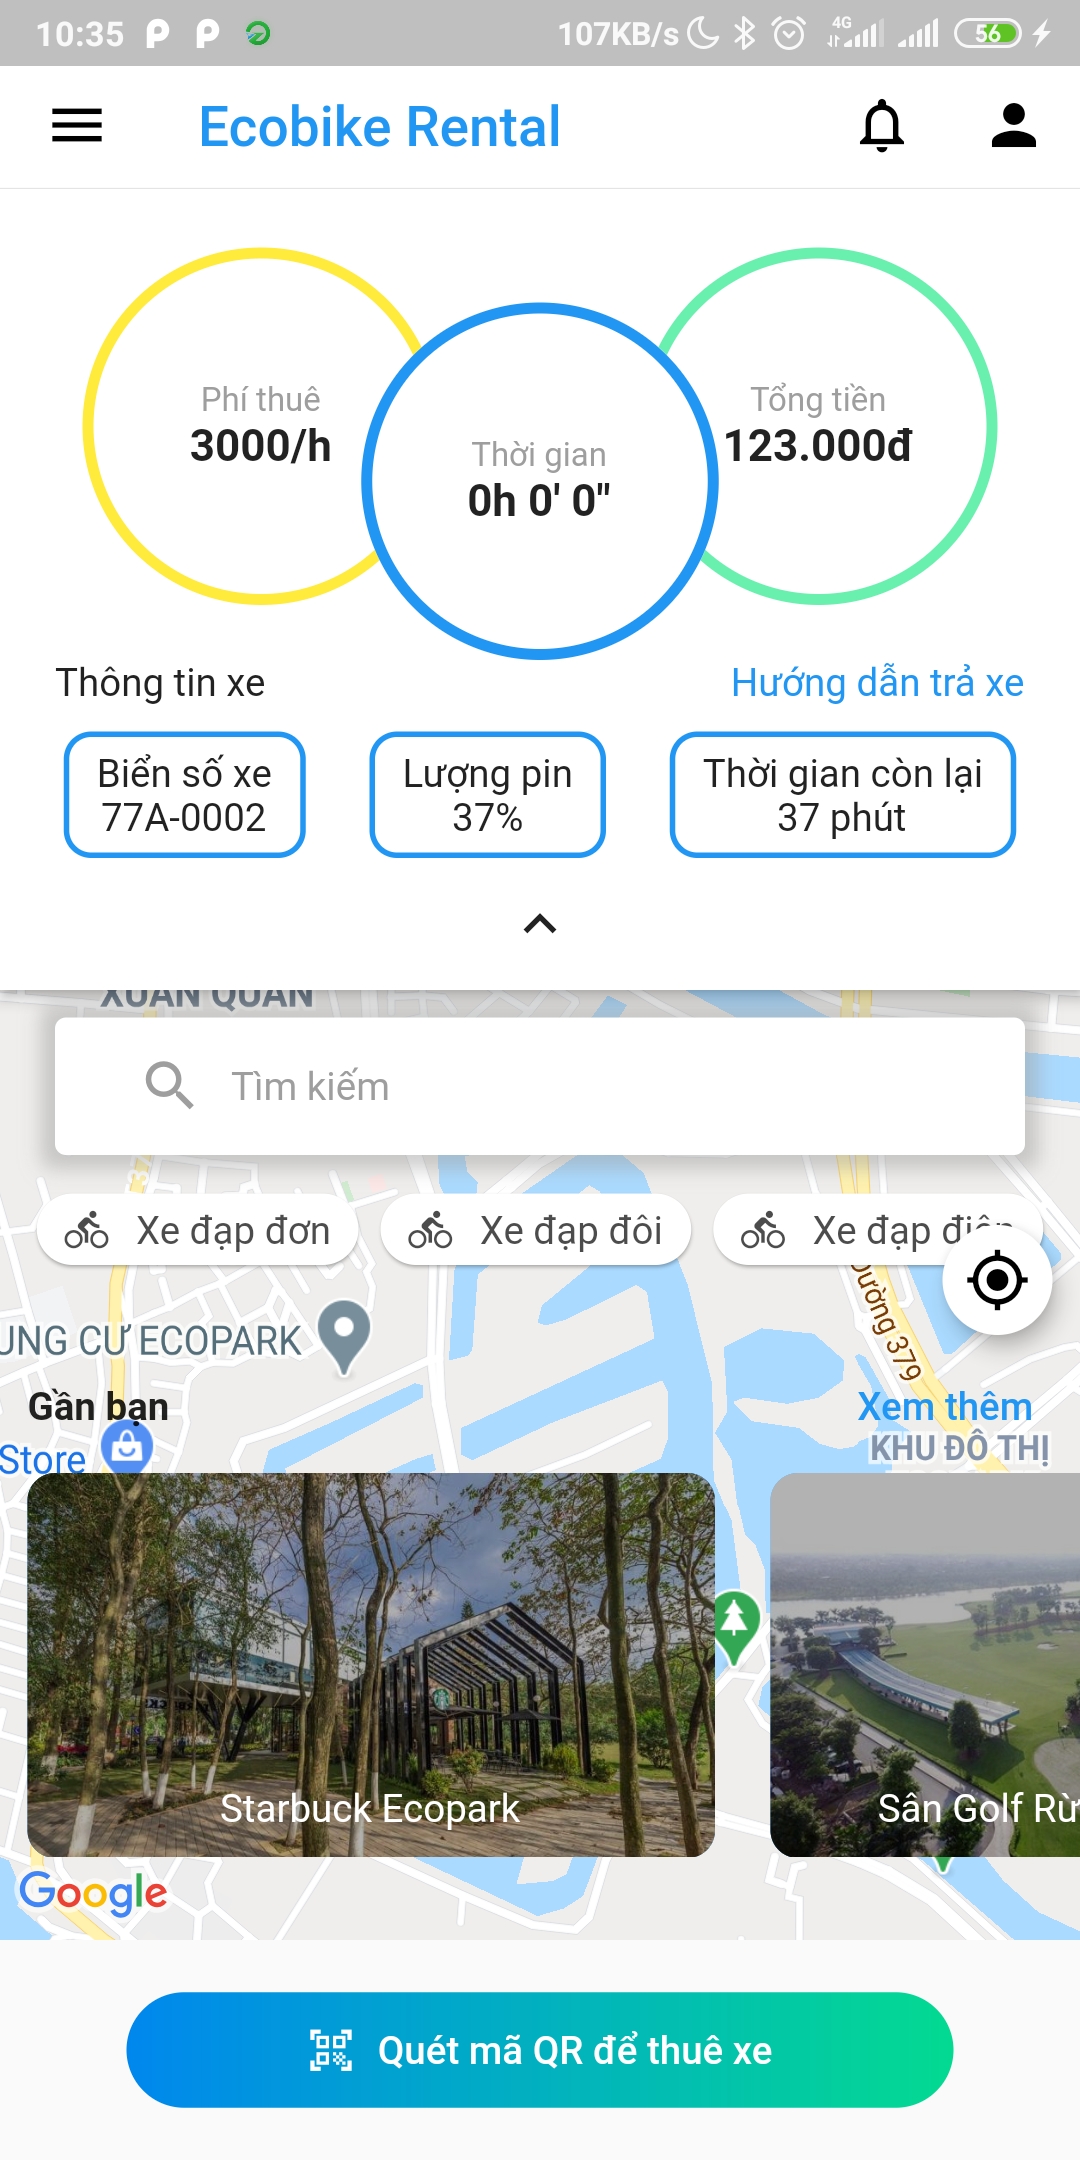 10:35
107KB/s
4G
56
Ecobike Rental
Phí thuê
3000/h
Thời gian
0h 0' 0"
Tổng tiền
123.000đ
Thông tin xe
Hướng dẫn trả xe
Biển số xe
77A-0002
Lượng pin
37%
Thời gian còn lại
37 phút
XUÂN QUAN
Tìm kiếm
Xe đạp đơn
Xe đạp đôi
Xe đạp điện
Đường 379
UNG CƯ ECOPARK
Gần bạn
Xem thêm
Store
KHU ĐÔ THỊ
Starbuck Ecopark
Sân Golf Rừ
Google
Quét mã QR để thuê xe